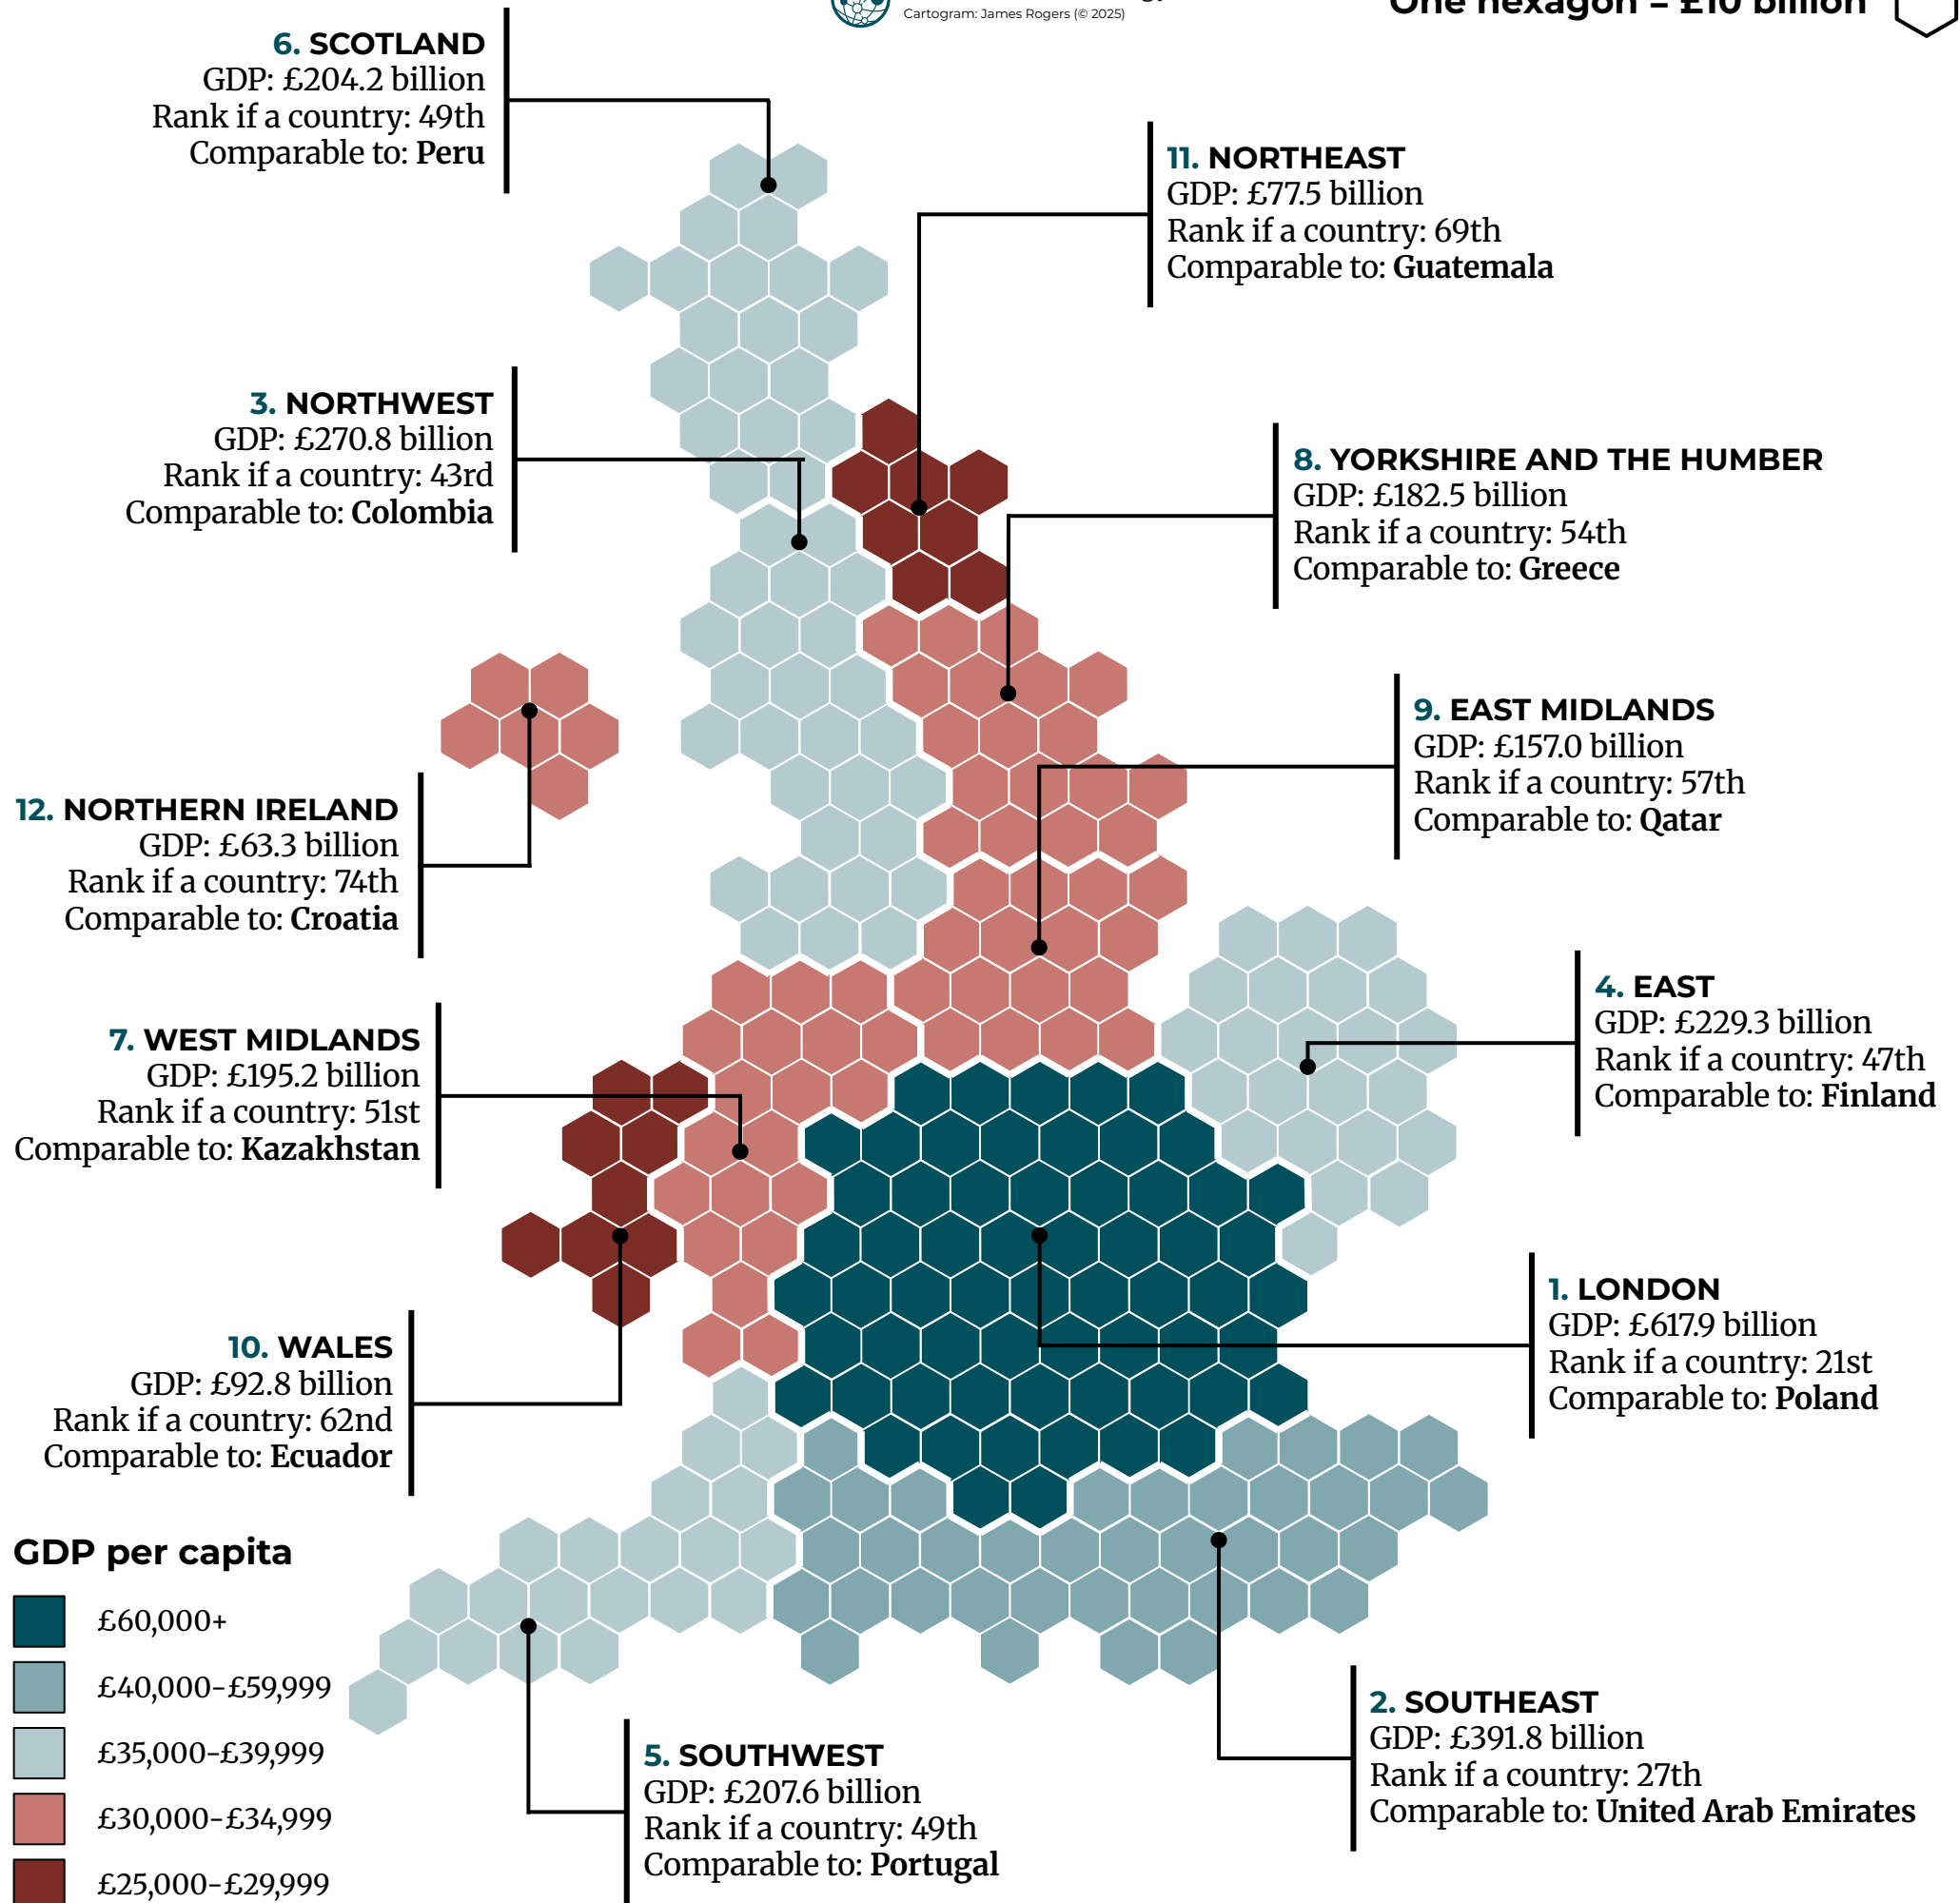 Cartogram: James Rogers (© 2025)
One hexagon = £10 billion
6. SCOTLAND
GDP: £204.2 billion
Rank if a country: 49th
Comparable to: Peru
11. NORTHEAST
GDP: £77.5 billion
Rank if a country: 69th
Comparable to: Guatemala
3. NORTHWEST
GDP: £270.8 billion
Rank if a country: 43rd
Comparable to: Colombia
8. YORKSHIRE AND THE HUMBER
GDP: £182.5 billion
Rank if a country: 54th
Comparable to: Greece
9. EAST MIDLANDS
GDP: £157.0 billion
Rank if a country: 57th
Comparable to: Qatar
12. NORTHERN IRELAND
GDP: £63.3 billion
Rank if a country: 74th
Comparable to: Croatia
4. EAST
GDP: £229.3 billion
Rank if a country: 47th
Comparable to: Finland
7. WEST MIDLANDS
GDP: £195.2 billion
Rank if a country: 51st
Comparable to: Kazakhstan
1. LONDON
GDP: £617.9 billion
Rank if a country: 21st
Comparable to: Poland
10. WALES
GDP: £92.8 billion
Rank if a country: 62nd
Comparable to: Ecuador
GDP per capita
£60,000+
£40,000-£59,999
£35,000-£39,999
£30,000-£34,999
£25,000-£29,999
5. SOUTHWEST
GDP: £207.6 billion
Rank if a country: 49th
Comparable to: Portugal
2. SOUTHEAST
GDP: £391.8 billion
Rank if a country: 27th
Comparable to: United Arab Emirates